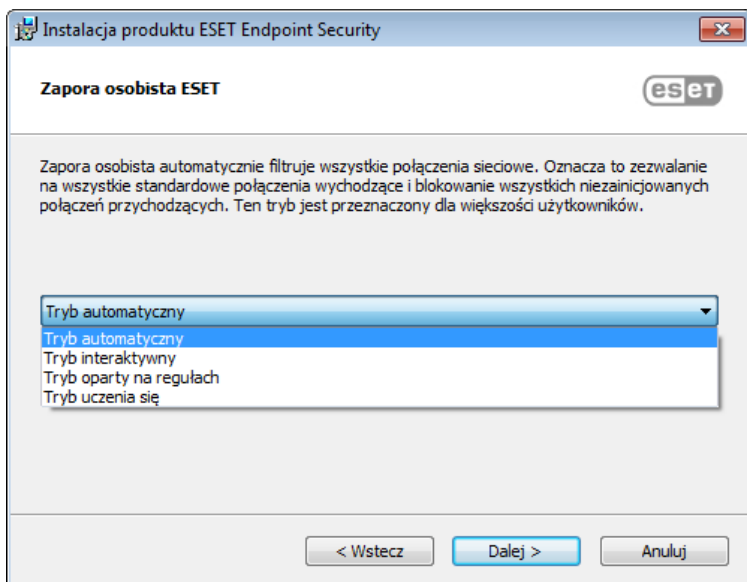 Instalacja produktu ESET Endpoint Security
Zapora osobista ESET
eseT
Zapora osobista automatycznie filtruje wszystkie połączenia sieciowe. Oznacza to zezwalanie
na wszystkie standardowe połączenia wychodzące i blokowanie wszystkich niezainicjowanych
połączeń przychodzących. Ten tryb jest przeznaczony dla większości użytkowników.
Tryb automatyczny
Tryb automatyczny
Tryb interaktywny
Tryb oparty na regułach
Tryb uczenia się
< Wstecz
Dalej >
Anuluj